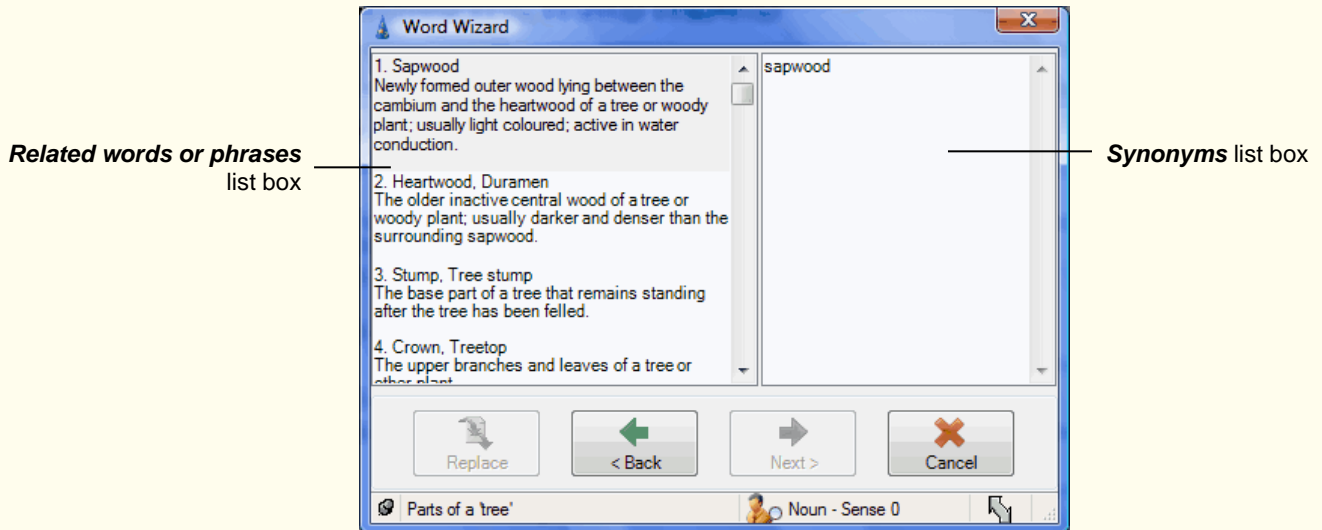 Word Wizard
1. Sapwood
Newly formed outer wood lying between the
cambium and the heartwood of a tree or woody
plant; usually light coloured; active in water
conduction.
2. Heartwood, Duramen
The older inactive central wood of a tree or
woody plant; usually darker and denser than the
surrounding sapwood.
3. Stump, Tree stump
The base part of a tree that remains standing
after the tree has been felled.
4. Crown, Treetop
The upper branches and leaves of a tree or
other plant
sapwood
Related words or phrases
list box
Synonyms list box
Replace
< Back
Next >
Cancel
Parts of a 'tree'
Noun - Sense 0